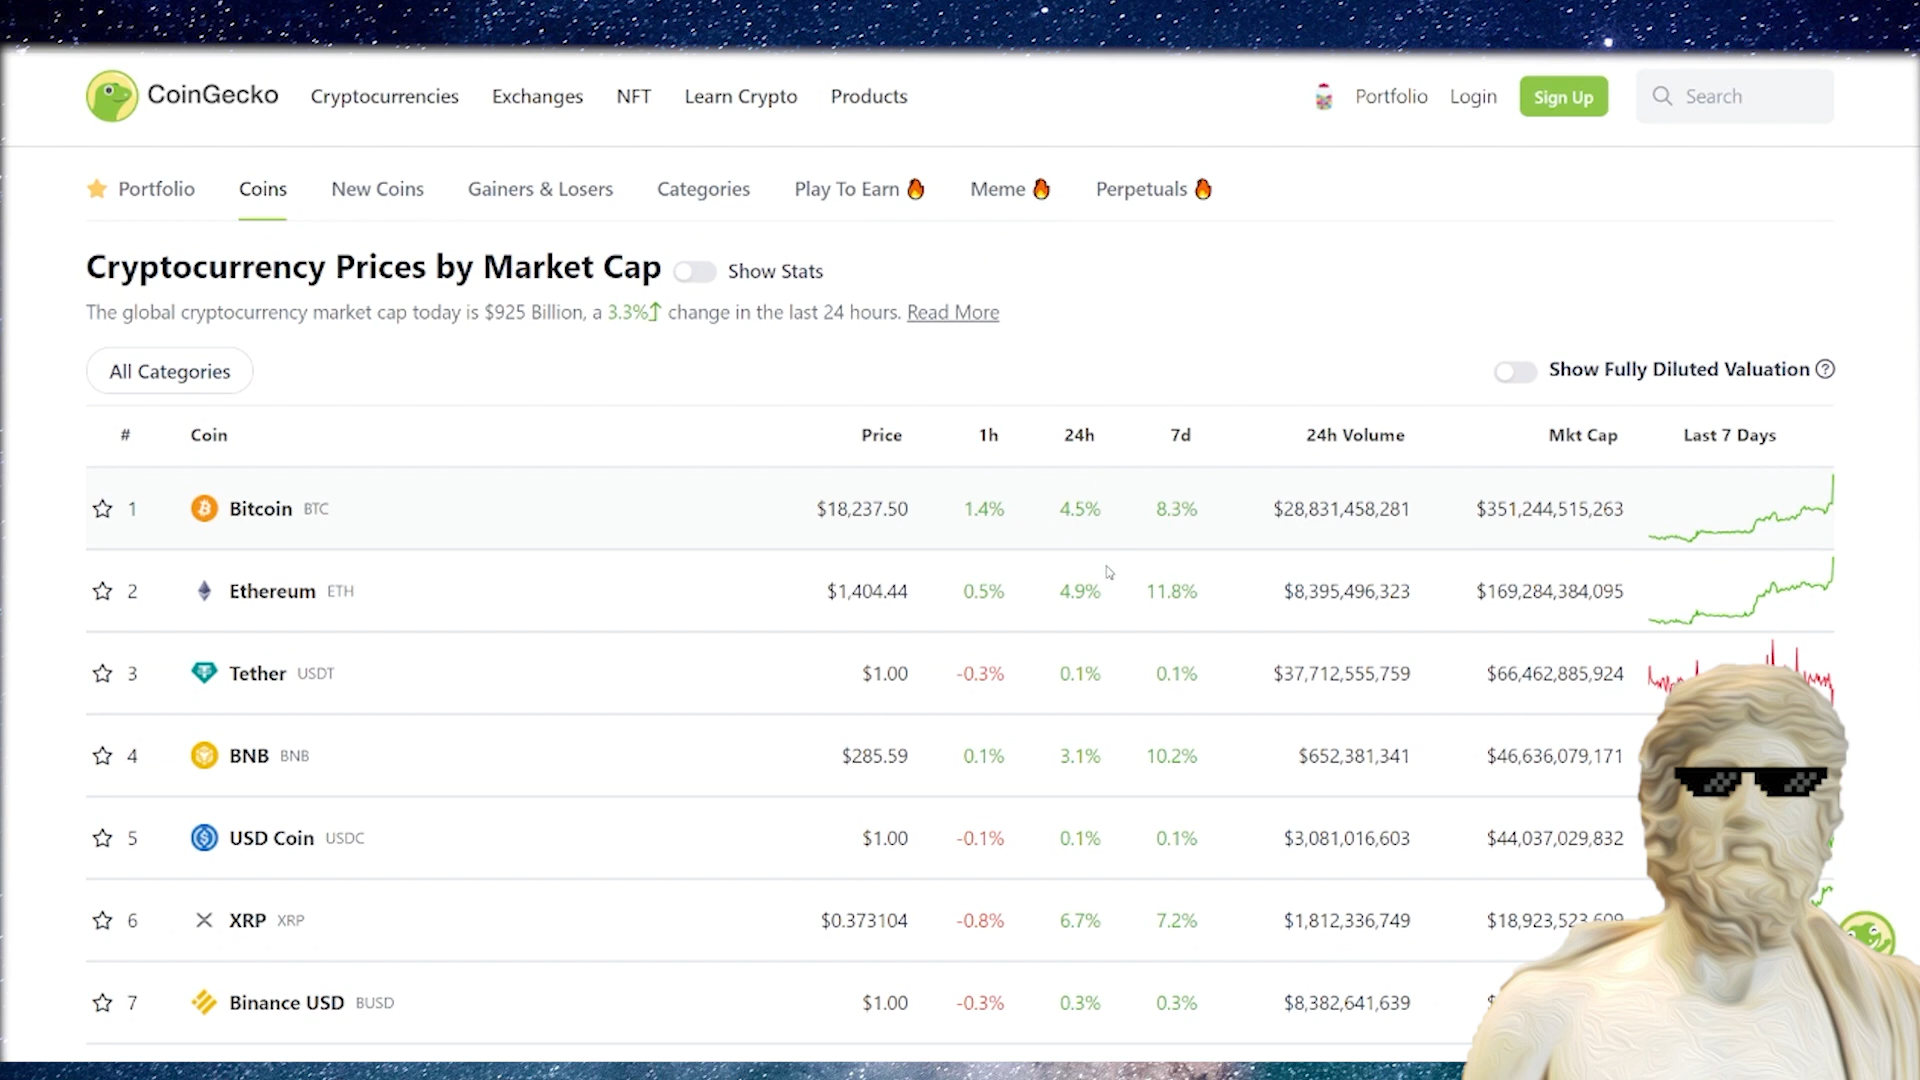 CoinGecko Cryptocurrencies Exchanges NFT Learn Crypto Products Portfolio Login Sign Up Search
Portfolio Coins New Coins Gainers & Losers Categories Play To Earn Meme Perpetuals
Cryptocurrency Prices by Market Cap Show Stats
The global cryptocurrency market cap today is $925 Billion, a 3.3% change in the last 24 hours. Read More
All Categories Show Fully Diluted Valuation ?
# Coin Price 1h 24h 7d 24h Volume Mkt Cap Last 7 Days
1 Bitcoin BTC $18,237.50 1.4% 4.5% 8.3% $28,831,458,281 $351,244,515,263
2 Ethereum ETH $1,404.44 0.5% 4.9% 11.8% $8,395,496,323 $169,284,384,095
3 Tether USDT $1.00 -0.3% 0.1% 0.1% $37,712,555,759 $66,462,885,924
4 BNB BNB $285.59 0.1% 3.1% 10.2% $652,381,341 $46,636,079,171
5 USD Coin USDC $1.00 -0.1% 0.1% 0.1% $3,081,016,603 $44,037,029,832
6 XRP XRP $0.373104 -0.8% 6.7% 7.2% $1,812,336,749 $18,923,523,609
7 Binance USD BUSD $1.00 -0.3% 0.3% 0.3% $8,382,641,639